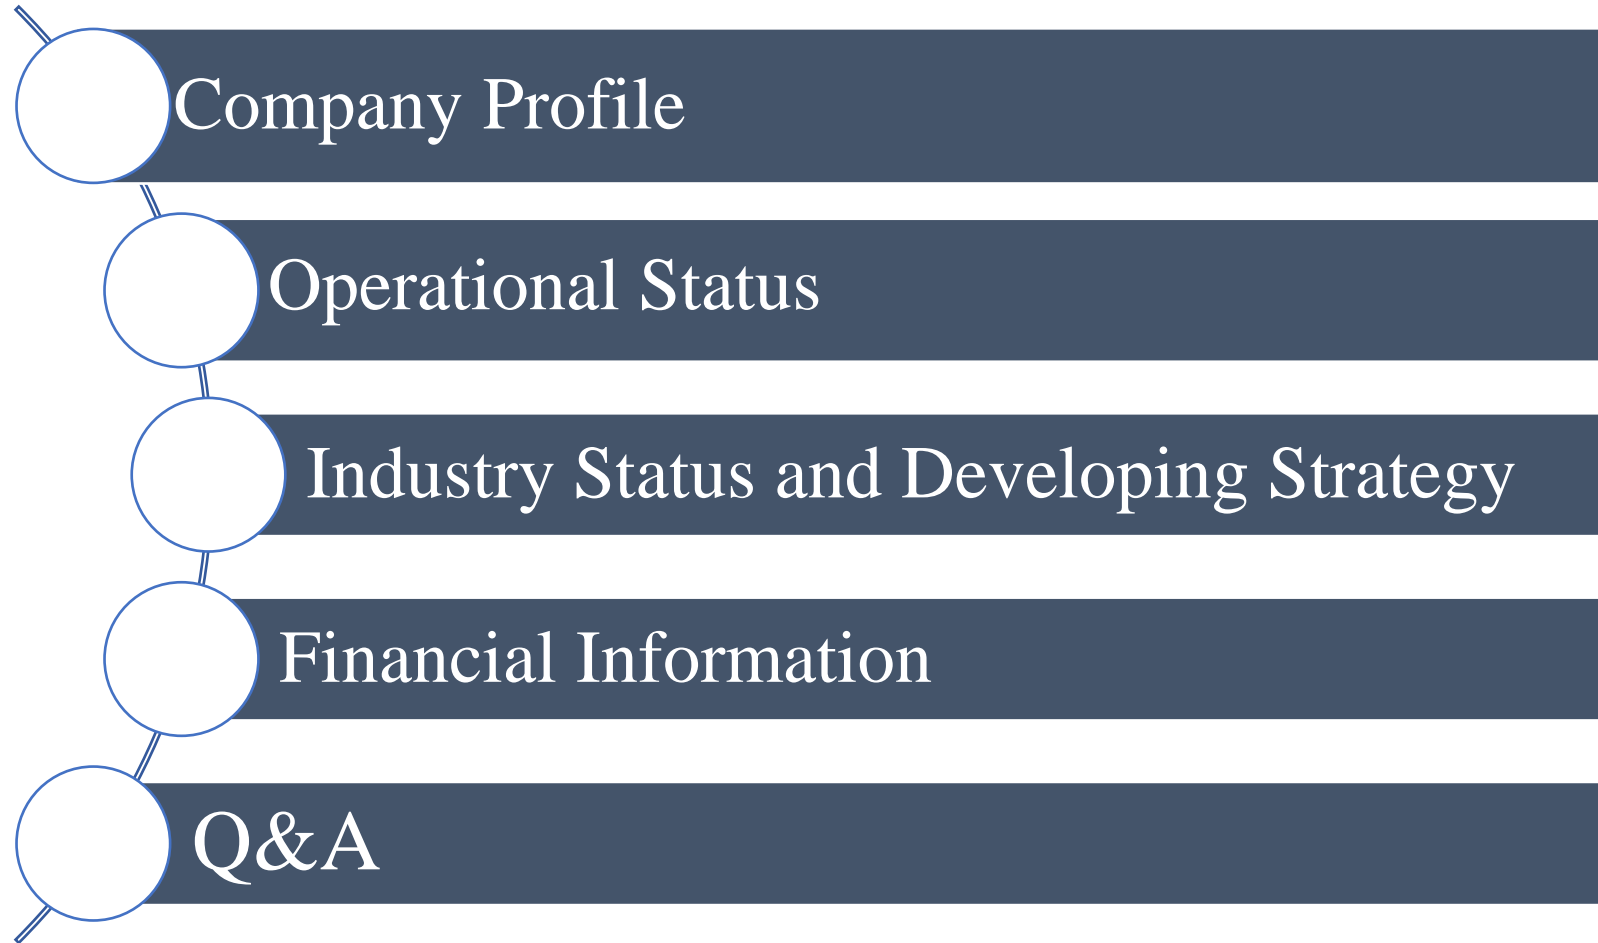 Company Profile
Operational Status
Industry Status and Developing Strategy
Financial Information
Q&A